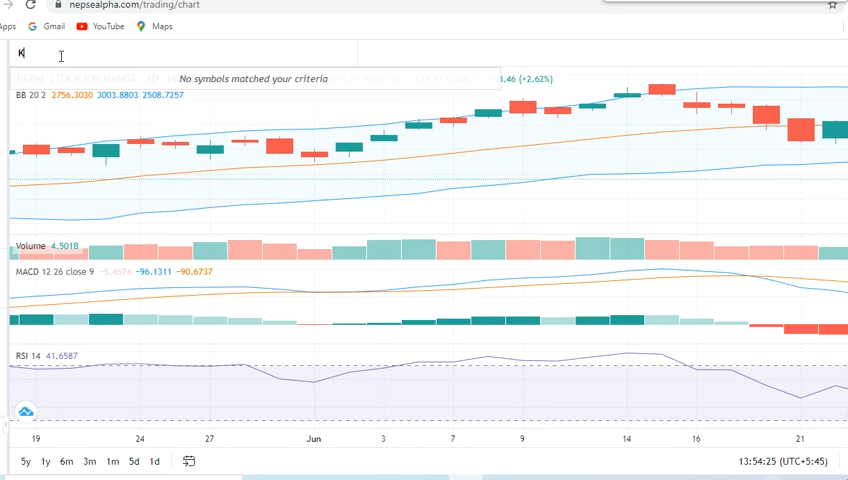 nepsealpha.com/trading/chart
Apps Gmail YouTube Maps
K
No symbols matched your criteria
NEPAL STOCK EXCHANGE 1D (+2.62%)
BB 20 2 2756.3030 3003.8803 2508.7257
Volume 4.501B
MACD 12 26 close 9 -5.4574 -96.1311 -90.6737
RSI 14 41.6587
19 24 27 Jun 3 7 9 14 16 21
5y 1y 6m 3m 1m 5d 1d 13:54:25 (UTC+5:45)